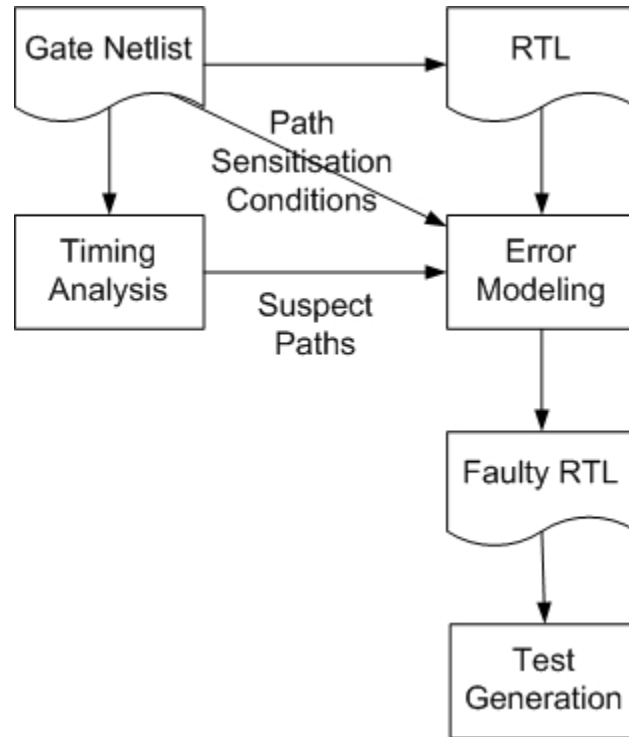 Gate Netlist
RTL
Path
Sensitisation
Conditions
Timing
Analysis
Suspect
Paths
Error
Modeling
Faulty RTL
Test
Generation